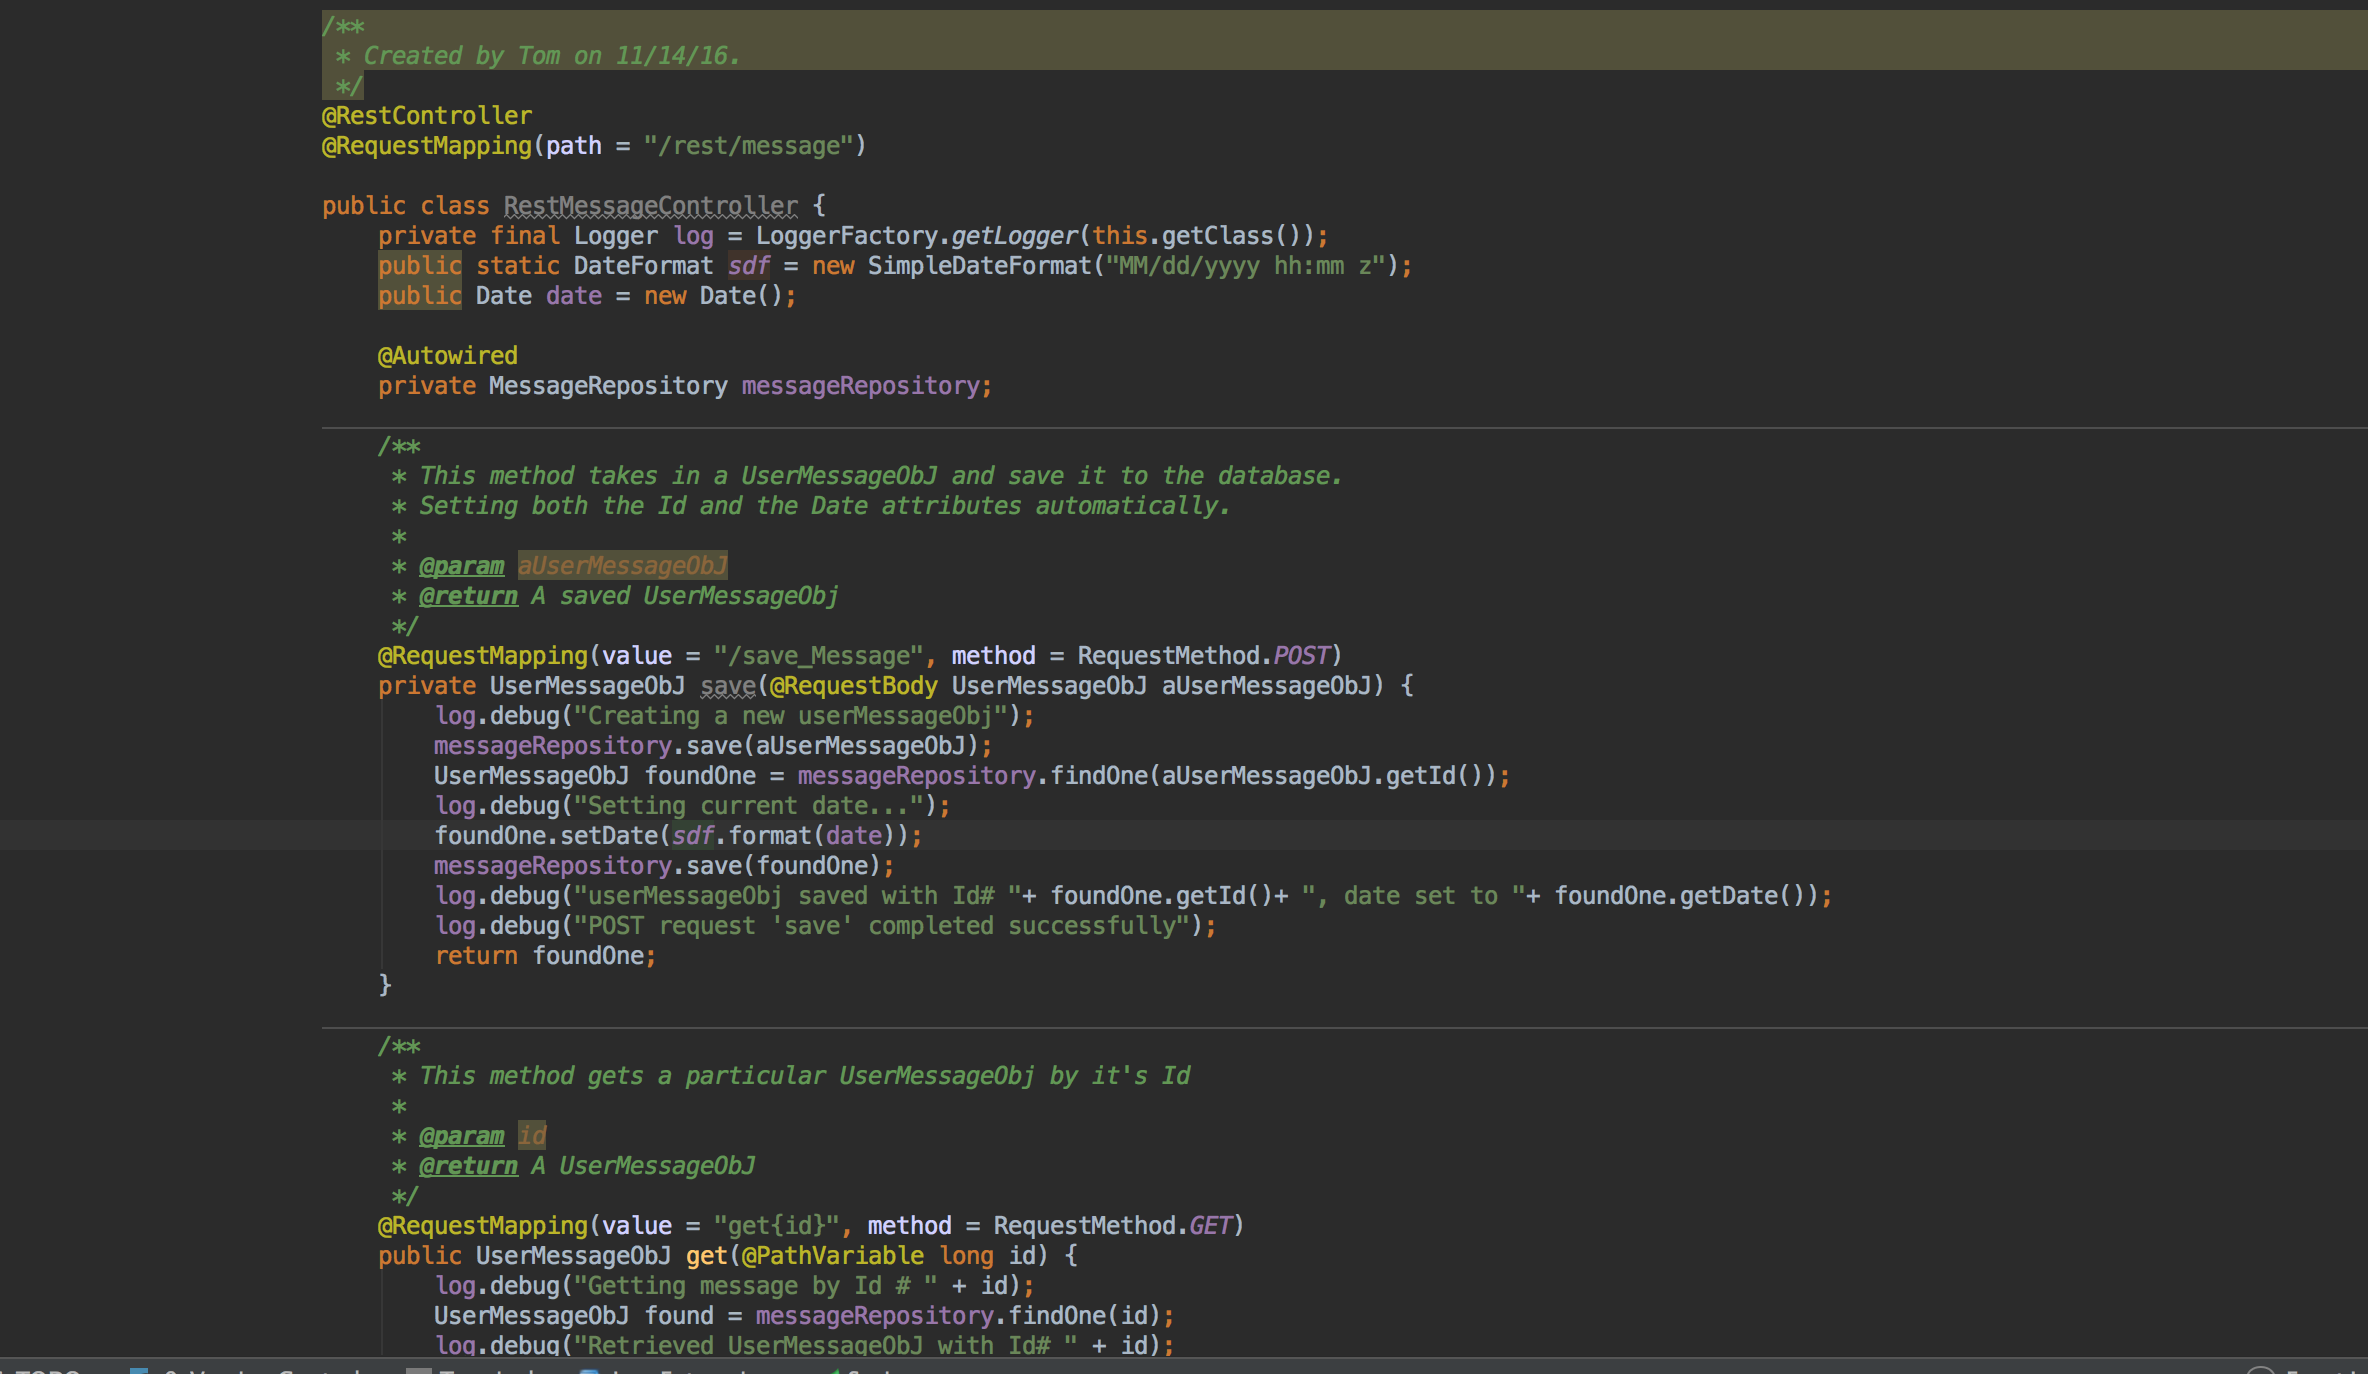 /**
 * Created by Tom on 11/14/16.
 */
@RestController
@RequestMapping(path = "/rest/message")
public class RestMessageController {
private final Logger log = LoggerFactory.getLogger(this.getClass());
public static DateFormat sdf = new SimpleDateFormat("MM/dd/yyyy hh:mm z");
public Date date = new Date();
@Autowired
private MessageRepository messageRepository;
/**
 * This method takes in a UserMessageObJ and save it to the database.
 * Setting both the Id and the Date attributes automatically.
 *
 * @param aUserMessageObJ
 * @return A saved UserMessageObj
 */
@RequestMapping(value = "/save_Message", method = RequestMethod.POST)
private UserMessageObJ save(@RequestBody UserMessageObJ aUserMessageObJ) {
log.debug("Creating a new userMessageObj");
messageRepository.save(aUserMessageObJ);
UserMessageObJ foundOne = messageRepository.findOne(aUserMessageObJ.getId());
log.debug("Setting current date...");
foundOne.setDate(sdf.format(date));
messageRepository.save(foundOne);
log.debug("userMessageObj saved with Id# "+ foundOne.getId()+ ", date set to "+ foundOne.getDate());
log.debug("POST request 'save' completed successfully");
return foundOne;
}
/**
 * This method gets a particular UserMessageObj by it's Id
 *
 * @param id
 * @return A UserMessageObJ
 */
@RequestMapping(value = "get{id}", method = RequestMethod.GET)
public UserMessageObJ get(@PathVariable long id) {
log.debug("Getting message by Id # " + id);
UserMessageObJ found = messageRepository.findOne(id);
log.debug("Retrieved UserMessageObJ with Id# " + id);